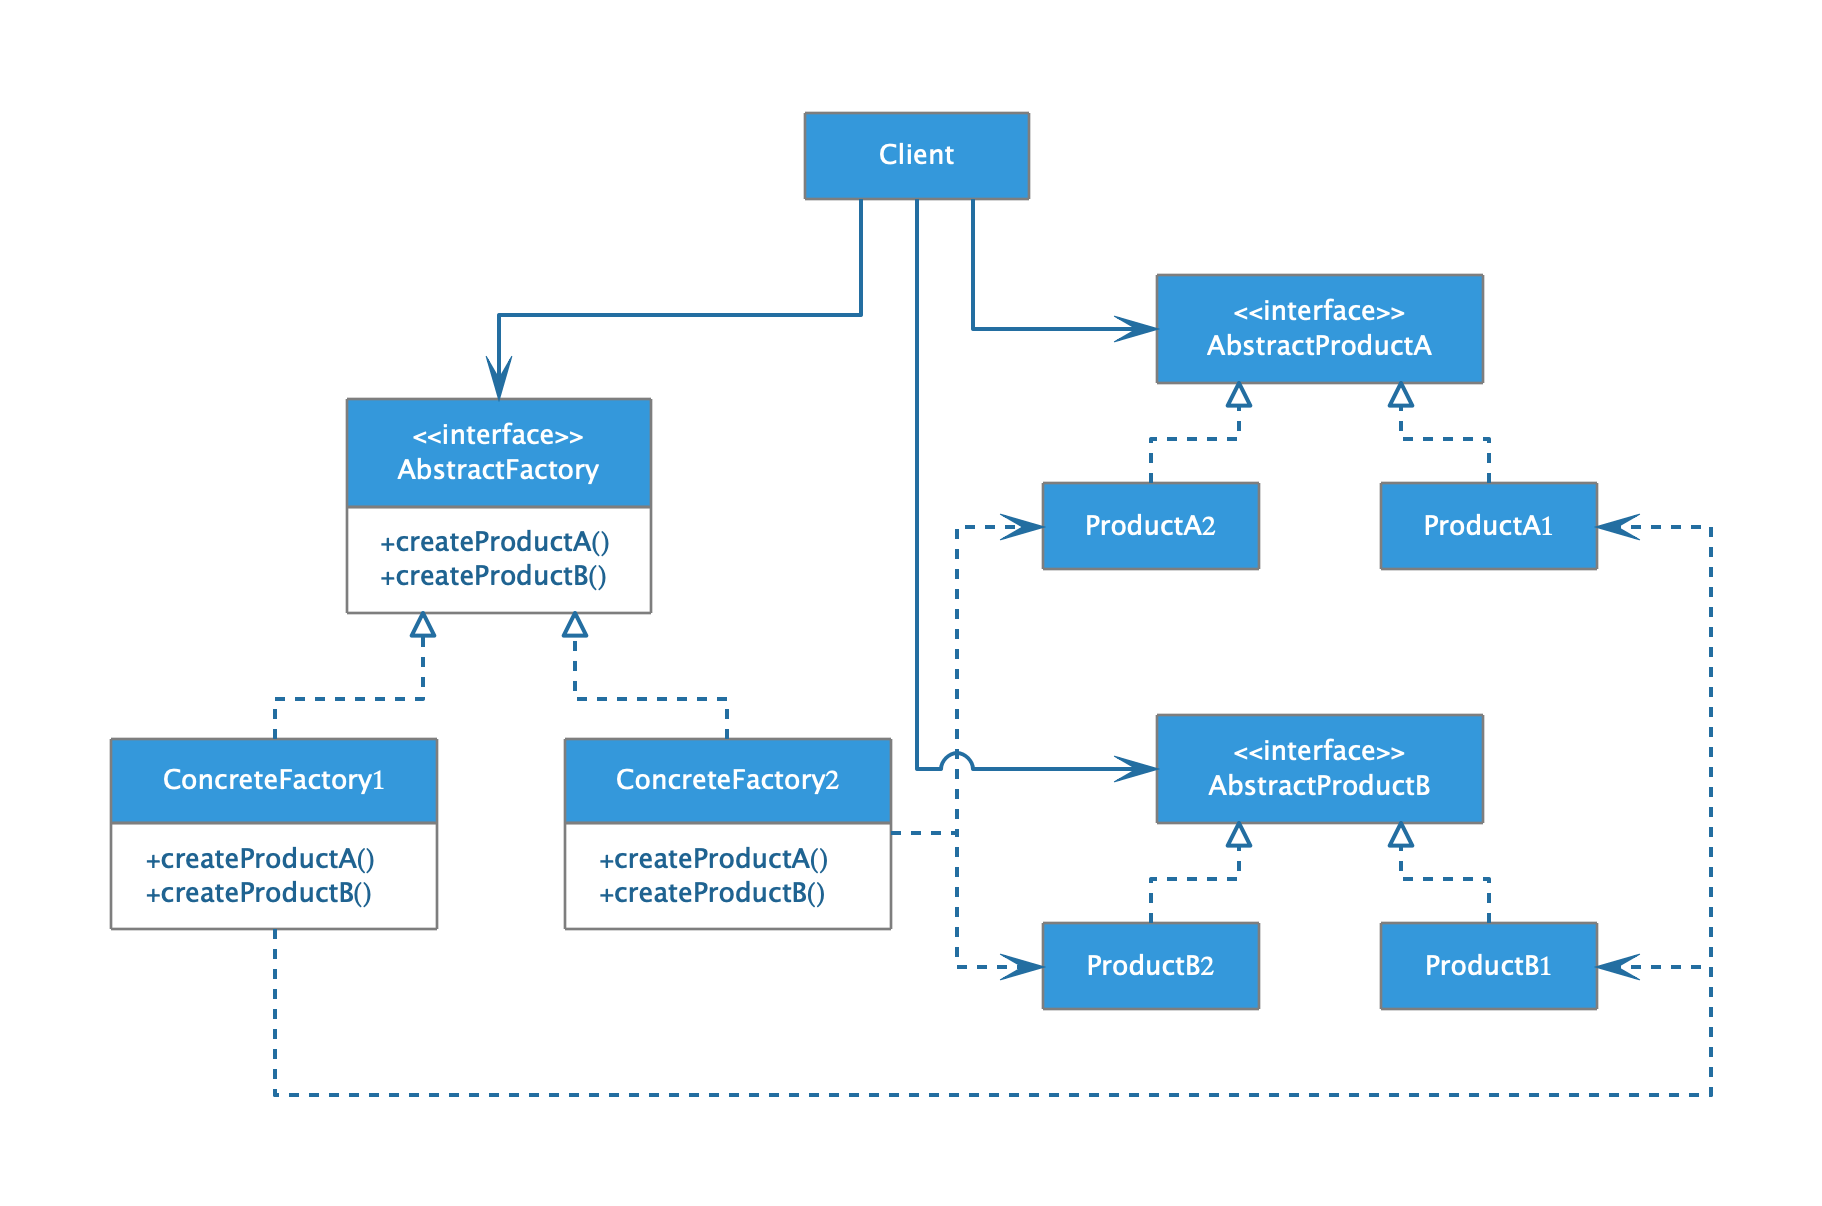 Client
<<interface>>
AbstractProductA
<<interface>>
AbstractFactory
+createProductA()
+createProductB()
ProductA2
ProductA1
<<interface>>
AbstractProductB
ConcreteFactory1
+createProductA()
+createProductB()
ConcreteFactory2
+createProductA()
+createProductB()
ProductB2
ProductB1